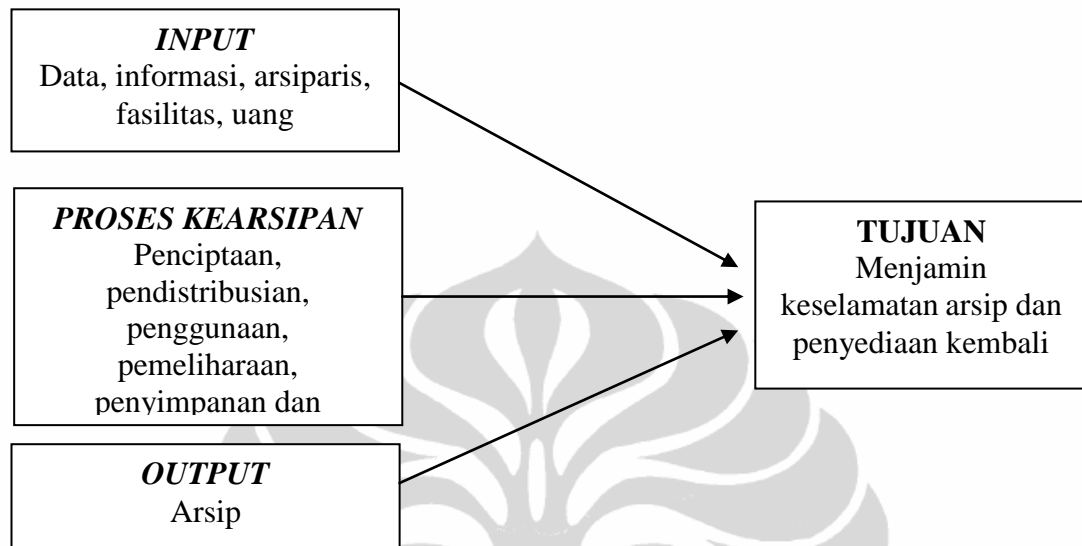 INPUT
Data, informasi, arsiparis,
fasilitas, uang
PROSES KEARSIPAN
Penciptaan,
pendistribusian,
penggunaan,
pemeliharaan,
penyimpanan dan
OUTPUT
Arsip
TUJUAN
Menjamin
keselamatan arsip dan
penyediaan kembali